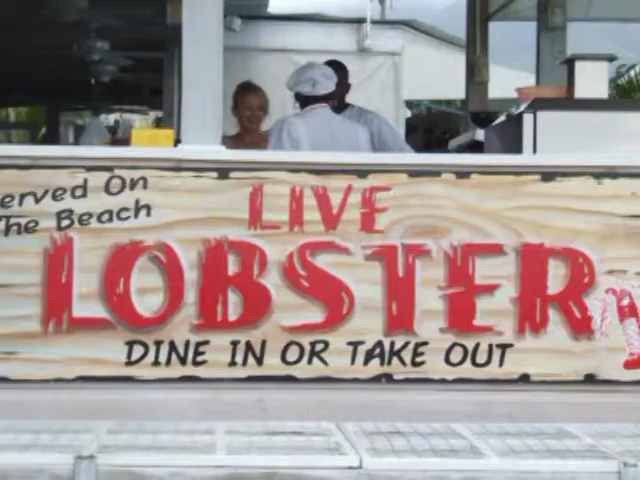 erved On
The Beach
LIVE
LOBSTER
DINE IN OR TAKE OUT